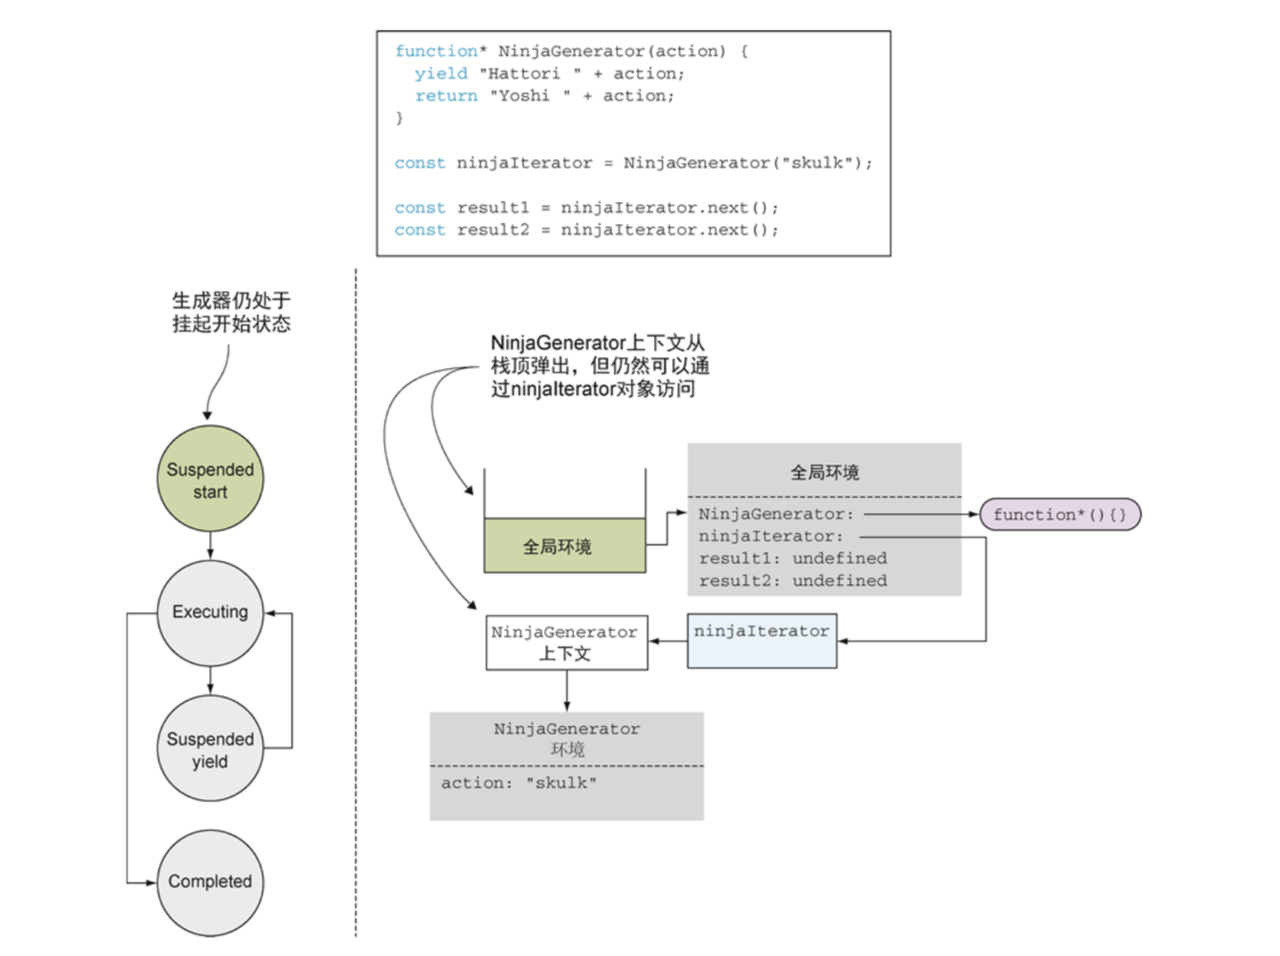 function* NinjaGenerator(action) {
  yield "Hattori " + action;
  return "Yoshi " + action;
}
const ninjaIterator = NinjaGenerator("skulk");
const result1 = ninjaIterator.next();
const result2 = ninjaIterator.next();
生成器仍处于
挂起开始状态
Suspended
start
Executing
Suspended
yield
Completed
NinjaGenerator上下文从
栈顶弹出，但仍然可以通
过ninjaIterator对象访问
全局环境
全局环境
NinjaGenerator:
ninjaIterator:
result1: undefined
result2: undefined
function*(){}
NinjaGenerator
上下文
ninjaIterator
NinjaGenerator
环境
action: "skulk"